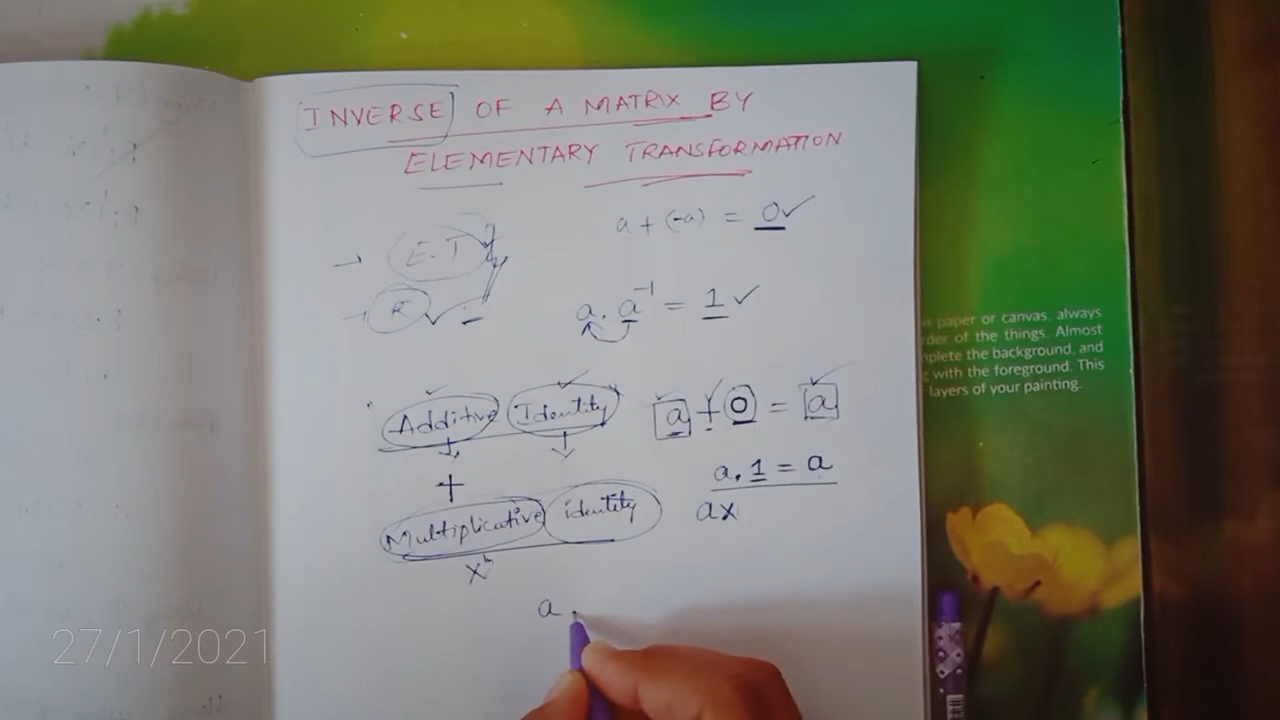 INVERSE OF A MATRIX BY
ELEMENTARY TRANSFORMATION
a + (-a) = 0 ✓
→ E.T
→ R ✓
a . a⁻¹ = 1 ✓
Additive Identity
a + 0 = a
+
a . 1 = a
Multiplicative identity
ax
x
a .
paper or canvas, always
of the things. Almost
the background, and
with the foreground. This
layers of your painting.
27/1/2021